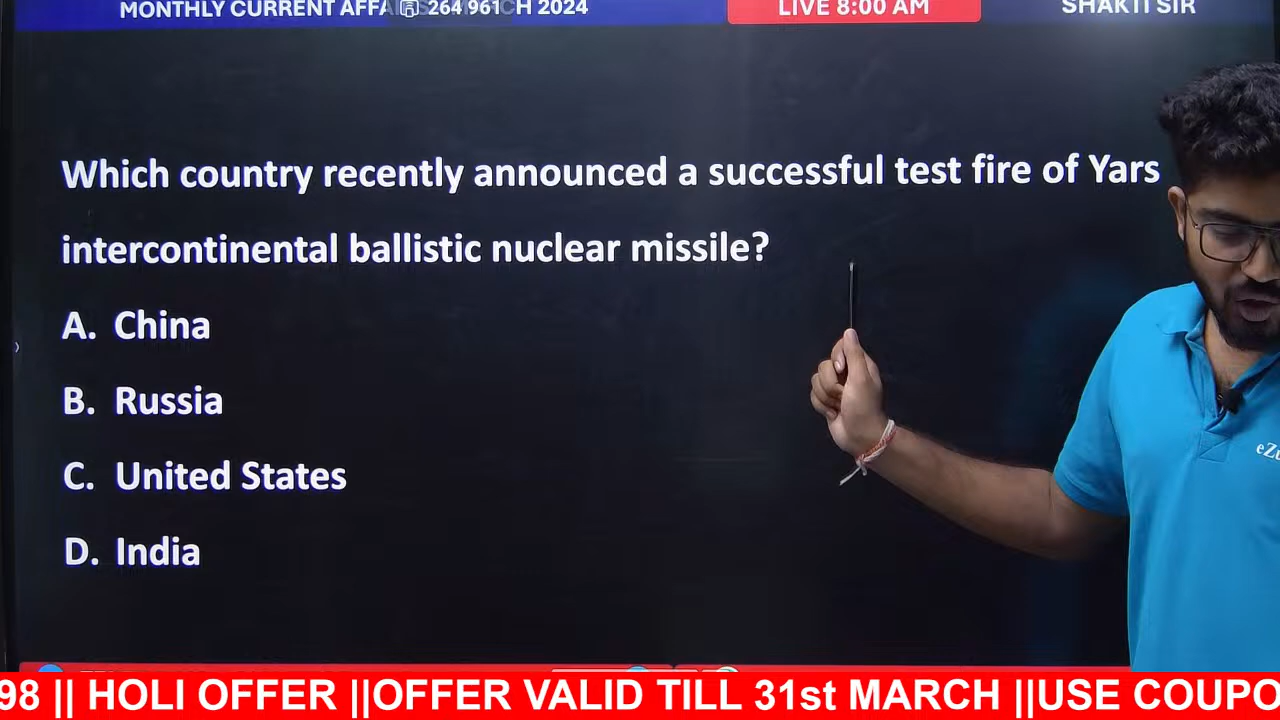 MONTHLY CURRENT AFFA 264 961 CH 2024
LIVE 8:00 AM
SHAKTI SIR
Which country recently announced a successful test fire of Yars
intercontinental ballistic nuclear missile?
A. China
B. Russia
C. United States
D. India
98 || HOLI OFFER ||OFFER VALID TILL 31st MARCH ||USE COUPO